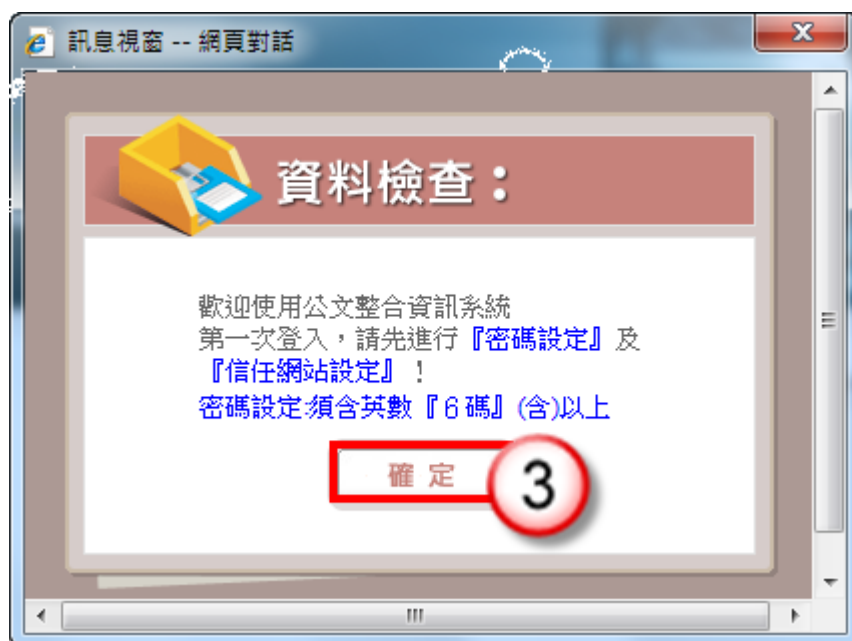 訊息視窗 -- 網頁對話
資料檢查：
歡迎使用公文整合資訊系統
第一次登入，請先進行『密碼設定』及
『信任網站設定』！
密碼設定:須含英數『6碼』(含)以上
確 定
3